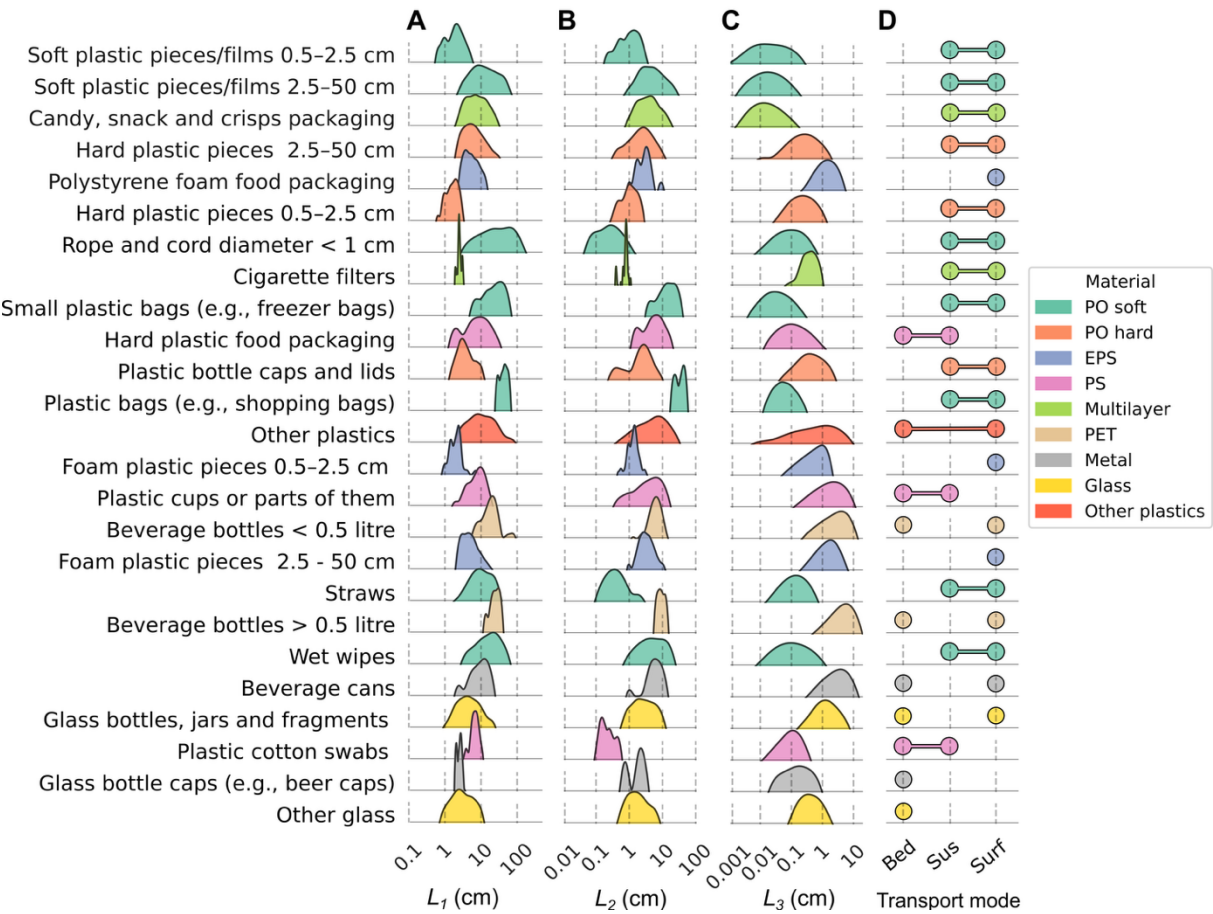 A B C D
Soft plastic pieces/films 0.5–2.5 cm
Soft plastic pieces/films 2.5–50 cm
Candy, snack and crisps packaging
Hard plastic pieces 2.5–50 cm
Polystyrene foam food packaging
Hard plastic pieces 0.5–2.5 cm
Rope and cord diameter < 1 cm
Cigarette filters
Small plastic bags (e.g., freezer bags)
Hard plastic food packaging
Plastic bottle caps and lids
Plastic bags (e.g., shopping bags)
Other plastics
Foam plastic pieces 0.5–2.5 cm
Plastic cups or parts of them
Beverage bottles < 0.5 litre
Foam plastic pieces 2.5 - 50 cm
Straws
Beverage bottles > 0.5 litre
Wet wipes
Beverage cans
Glass bottles, jars and fragments
Plastic cotton swabs
Glass bottle caps (e.g., beer caps)
Other glass
0.1 1 10 100
L1 (cm)
0.01 0.1 1 10 100
L2 (cm)
0.001 0.01 0.1 1 10
L3 (cm)
Bed Sus Surf
Transport mode
Material
PO soft
PO hard
EPS
PS
Multilayer
PET
Metal
Glass
Other plastics